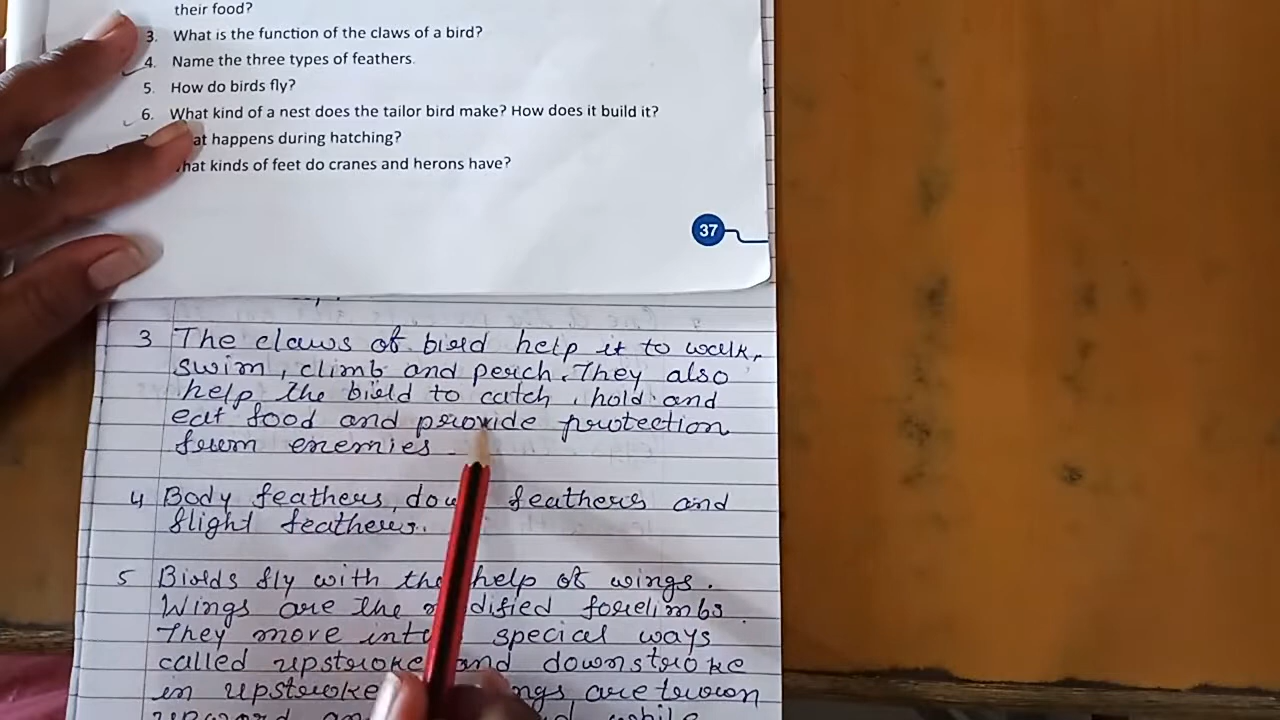 their food?
3. What is the function of the claws of a bird?
4. Name the three types of feathers.
5. How do birds fly?
6. What kind of a nest does the tailor bird make? How does it build it?
at happens during hatching?
hat kinds of feet do cranes and herons have?
37
3 The claws of bird help it to walk,
swim, climb and perch. They also
help the bird to catch, hold and
eat food and provide protection
from enemies.
4 Body feathers, dow feathers and
flight feathers.
5 Birds fly with the help of wings.
Wings are the m dified forelimbs.
They move into special ways
called upstroke and downstroke
in upstroke ngs are town